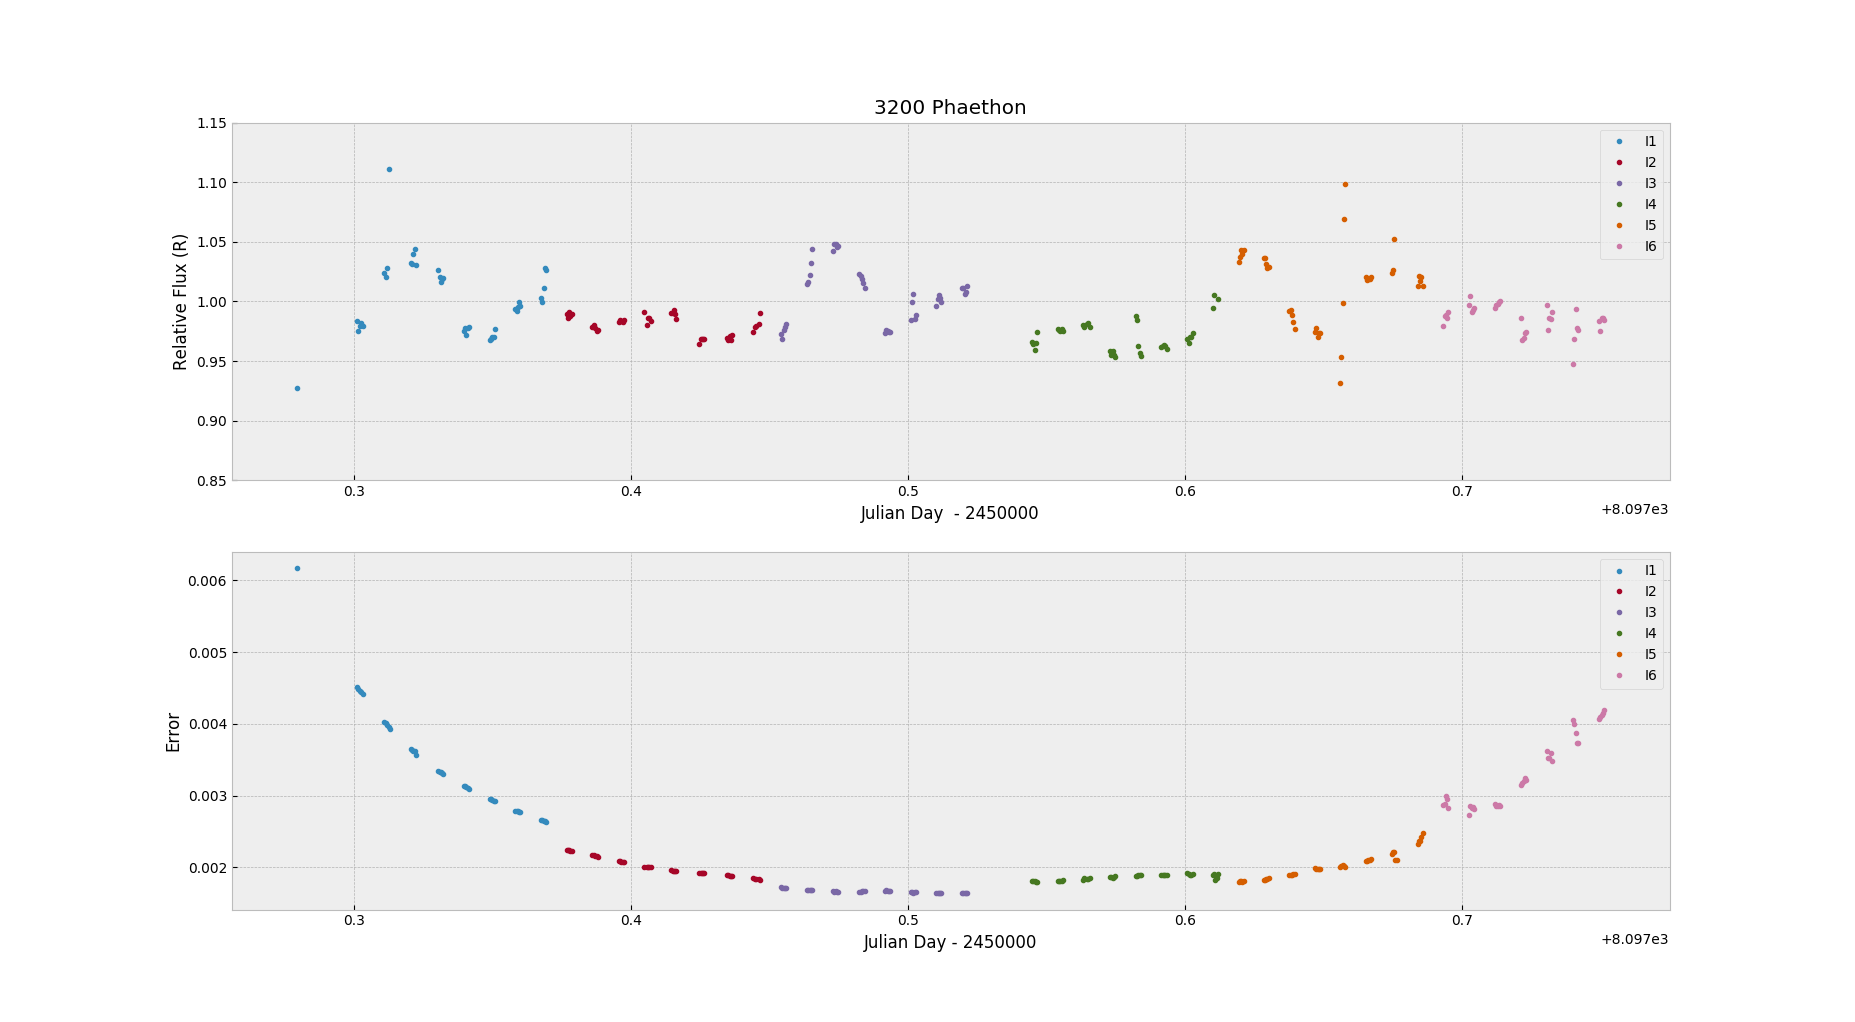 3200 Phaethon
Relative Flux (R)
1.15
1.10
1.05
1.00
0.95
0.90
0.85
I1
I2
I3
I4
I5
I6
0.3 0.4 0.5 0.6 0.7
Julian Day  - 2450000
+8.097e3
Error
0.006
0.005
0.004
0.003
0.002
I1
I2
I3
I4
I5
I6
0.3 0.4 0.5 0.6 0.7
Julian Day - 2450000
+8.097e3